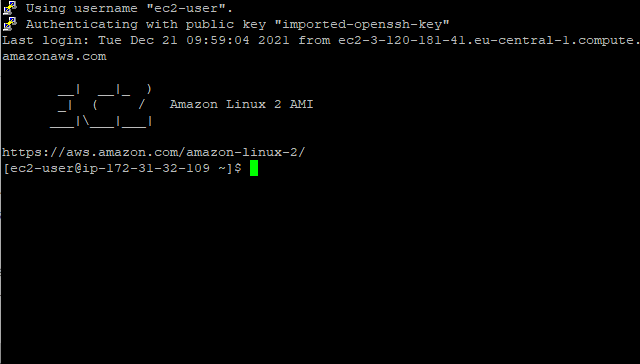 Using username "ec2-user".
Authenticating with public key "imported-openssh-key"
Last login: Tue Dec 21 09:59:04 2021 from ec2-3-120-181-41.eu-central-1.compute.
amazonaws.com
       __|  __|_  )
       _|  (     /   Amazon Linux 2 AMI
      ___|\___|___|
https://aws.amazon.com/amazon-linux-2/
[ec2-user@ip-172-31-32-109 ~]$